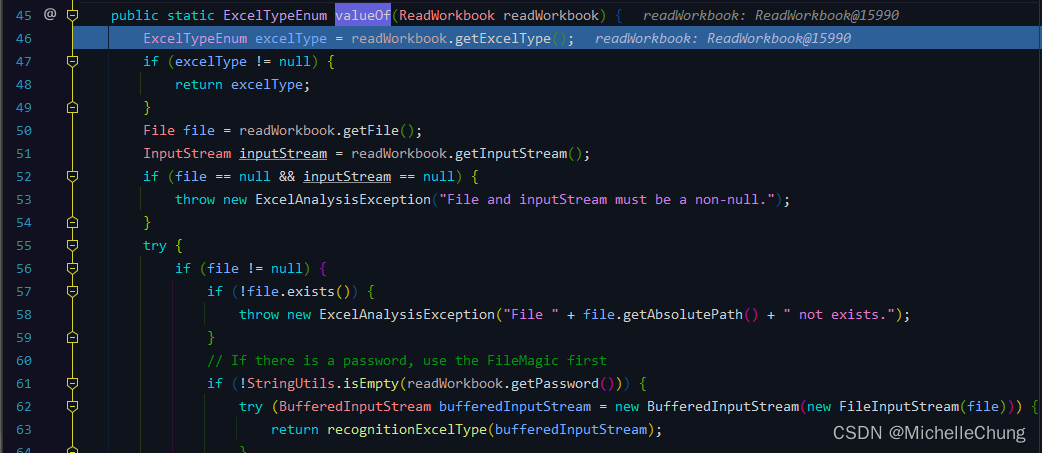 45 @ public static ExcelTypeEnum valueOf(ReadWorkbook readWorkbook) { readWorkbook: ReadWorkbook@15990
46 ExcelTypeEnum excelType = readWorkbook.getExcelType(); readWorkbook: ReadWorkbook@15990
47 if (excelType != null) {
48 return excelType;
49 }
50 File file = readWorkbook.getFile();
51 InputStream inputStream = readWorkbook.getInputStream();
52 if (file == null && inputStream == null) {
53 throw new ExcelAnalysisException("File and inputStream must be a non-null.");
54 }
55 try {
56 if (file != null) {
57 if (!file.exists()) {
58 throw new ExcelAnalysisException("File " + file.getAbsolutePath() + " not exists.");
59 }
60 // If there is a password, use the FileMagic first
61 if (!StringUtils.isEmpty(readWorkbook.getPassword())) {
62 try (BufferedInputStream bufferedInputStream = new BufferedInputStream(new FileInputStream(file))) {
63 return recognitionExcelType(bufferedInputStream);
64 }
CSDN @MichelleChung